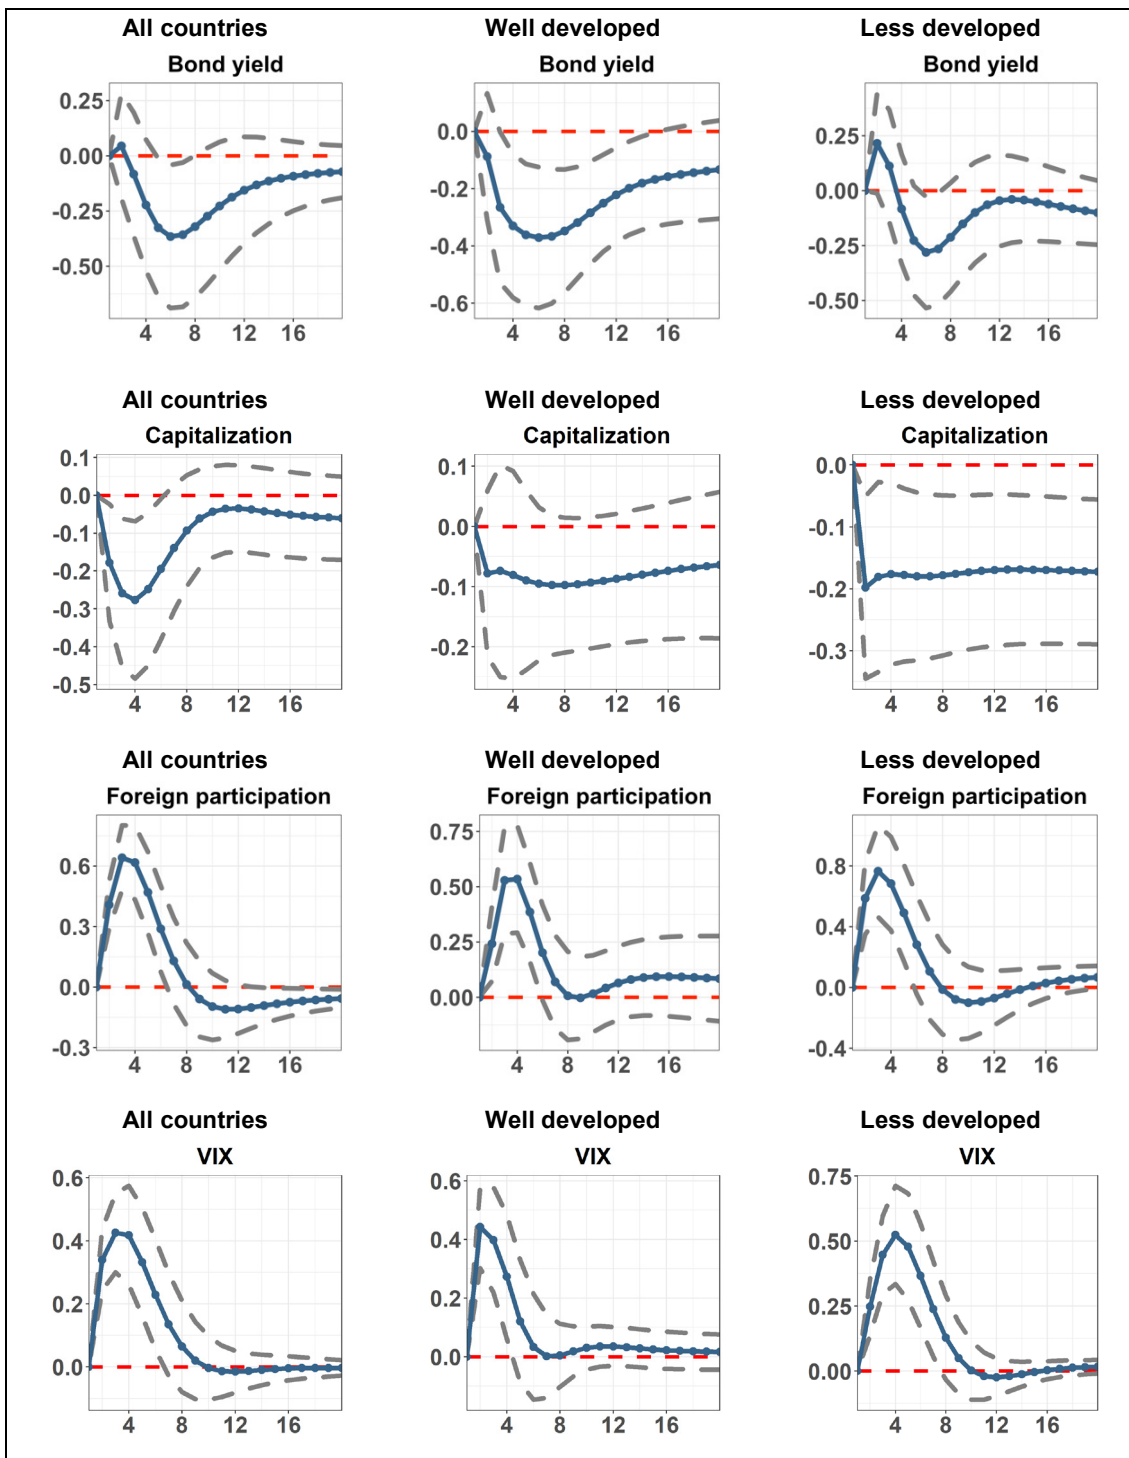 All countries Well developed Less developed
Bond yield Bond yield Bond yield
0.25 0.0 0.25
0.00 -0.2 0.00
-0.25 -0.4 -0.25
-0.50 -0.6 -0.50
4 8 12 16 4 8 12 16 4 8 12 16
All countries Well developed Less developed
Capitalization Capitalization Capitalization
0.1 0.1 0.0
0.0 0.0 -0.1
-0.1 -0.1 -0.2
-0.2 -0.2 -0.3
-0.3
-0.4
-0.5
4 8 12 16 4 8 12 16 4 8 12 16
All countries Well developed Less developed
Foreign participation Foreign participation Foreign participation
0.6 0.75 0.8
0.3 0.50 0.4
0.0 0.25 0.0
-0.3 0.00 -0.4
4 8 12 16 4 8 12 16 4 8 12 16
All countries Well developed Less developed
VIX VIX VIX
0.6 0.6 0.75
0.4 0.4 0.50
0.2 0.2 0.25
0.0 0.0 0.00
4 8 12 16 4 8 12 16 4 8 12 16